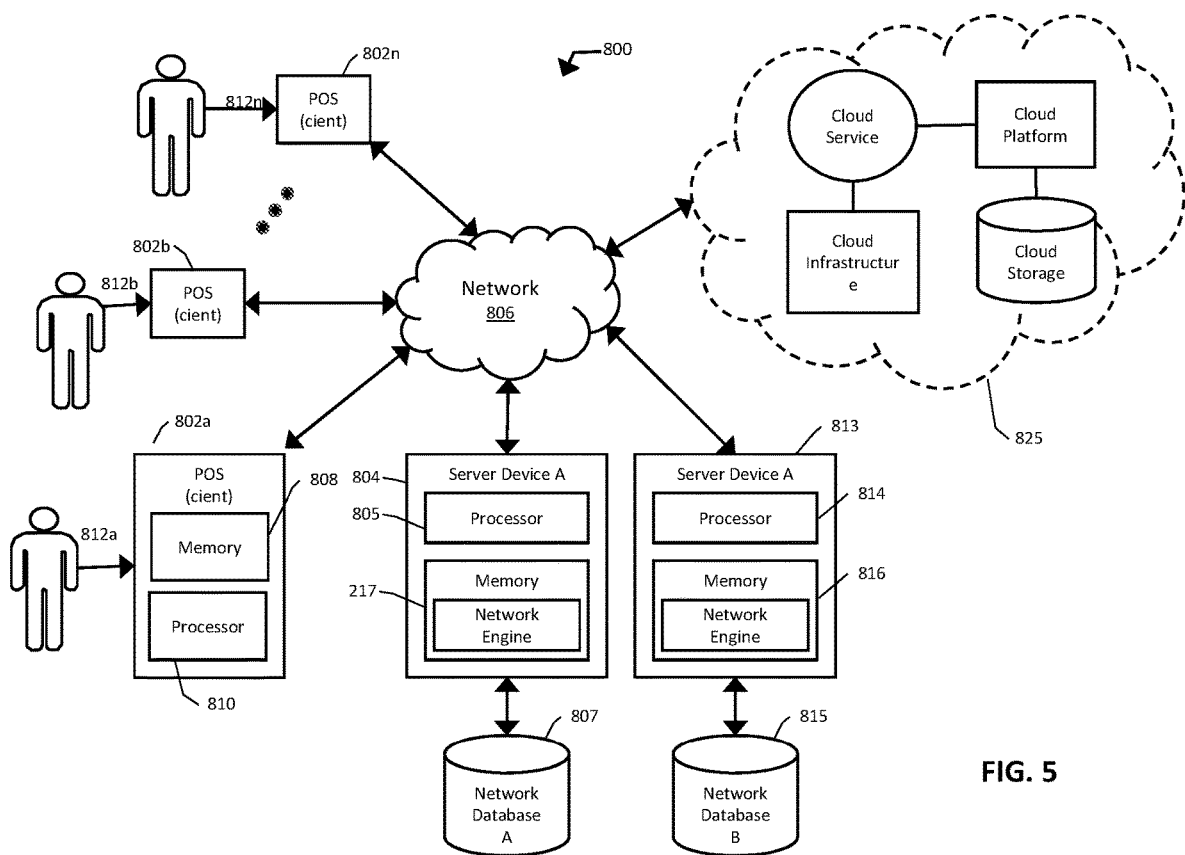 800
802n
POS
(cient)
812n
Cloud
Service
Cloud
Platform
Cloud
Infrastructur
e
Cloud
Storage
825
802b
POS
(cient)
812b
Network
806
802a
POS
(cient)
808
Memory
Processor
810
812a
804
Server Device A
805
Processor
217
Memory
Network
Engine
813
Server Device A
Processor
814
Memory
816
Network
Engine
807
Network
Database
A
815
Network
Database
B
FIG. 5